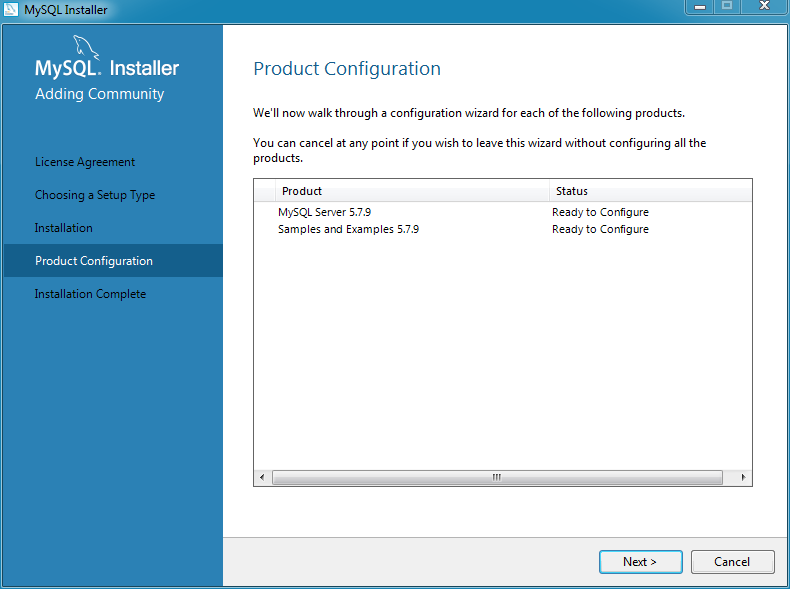 MySQL Installer
MySQL. Installer
Adding Community
License Agreement
Choosing a Setup Type
Installation
Product Configuration
Installation Complete
Product Configuration
We'll now walk through a configuration wizard for each of the following products.
You can cancel at any point if you wish to leave this wizard without configuring all the
products.
Product Status
MySQL Server 5.7.9 Ready to Configure
Samples and Examples 5.7.9 Ready to Configure
Next > Cancel